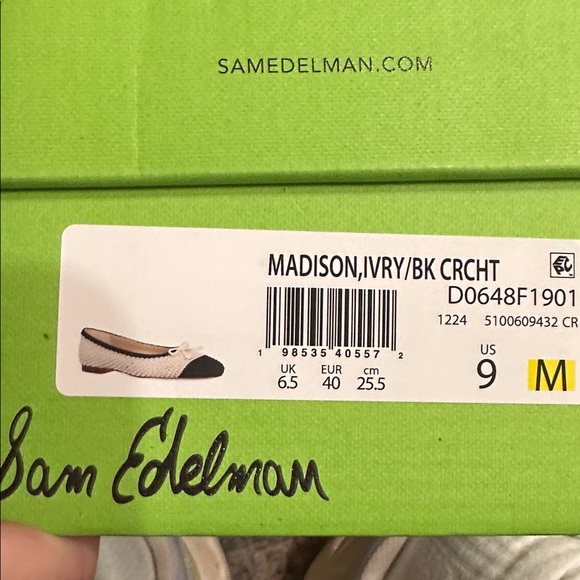 SAMEDELMAN.COM
MADISON,IVRY/BK CRCHT
D0648F1901
1224 5100609432 CR
1 98535 40557 2
UK EUR cm
6.5 40 25.5
US
9 M
Sam Edelman